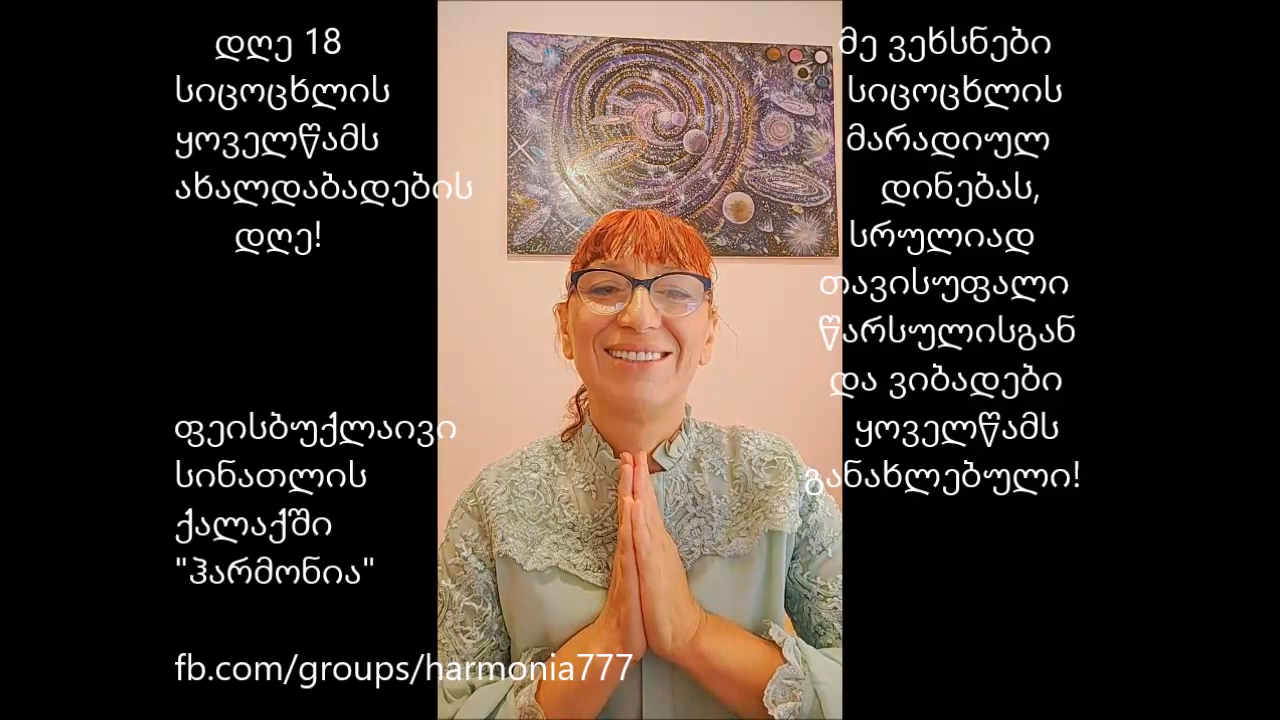 დღე 18
სიცოცხლის
ყოველწამს
ახალდაბადების
დღე!
ფეისბუქლაივი
სინათლის
ქალაქში
"ჰარმონია"
fb.com/groups/harmonia777
მე ვეხსნები
სიცოცხლის
მარადიულ
დინებას,
სრულიად
თავისუფალი
წარსულისგან
და ვიბადები
ყოველწამს
განახლებული!